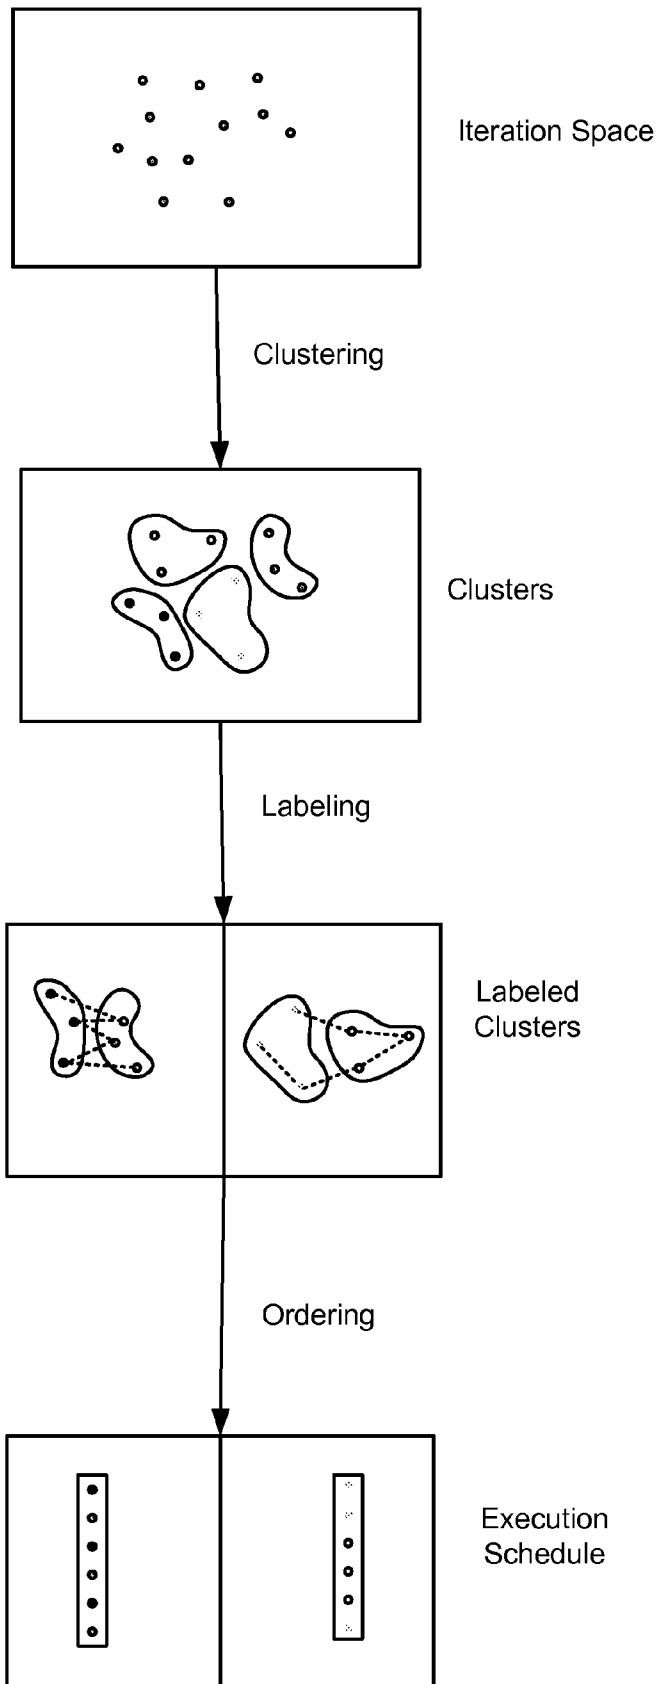 Iteration Space
Clustering
Clusters
Labeling
Labeled
Clusters
Ordering
Execution
Schedule